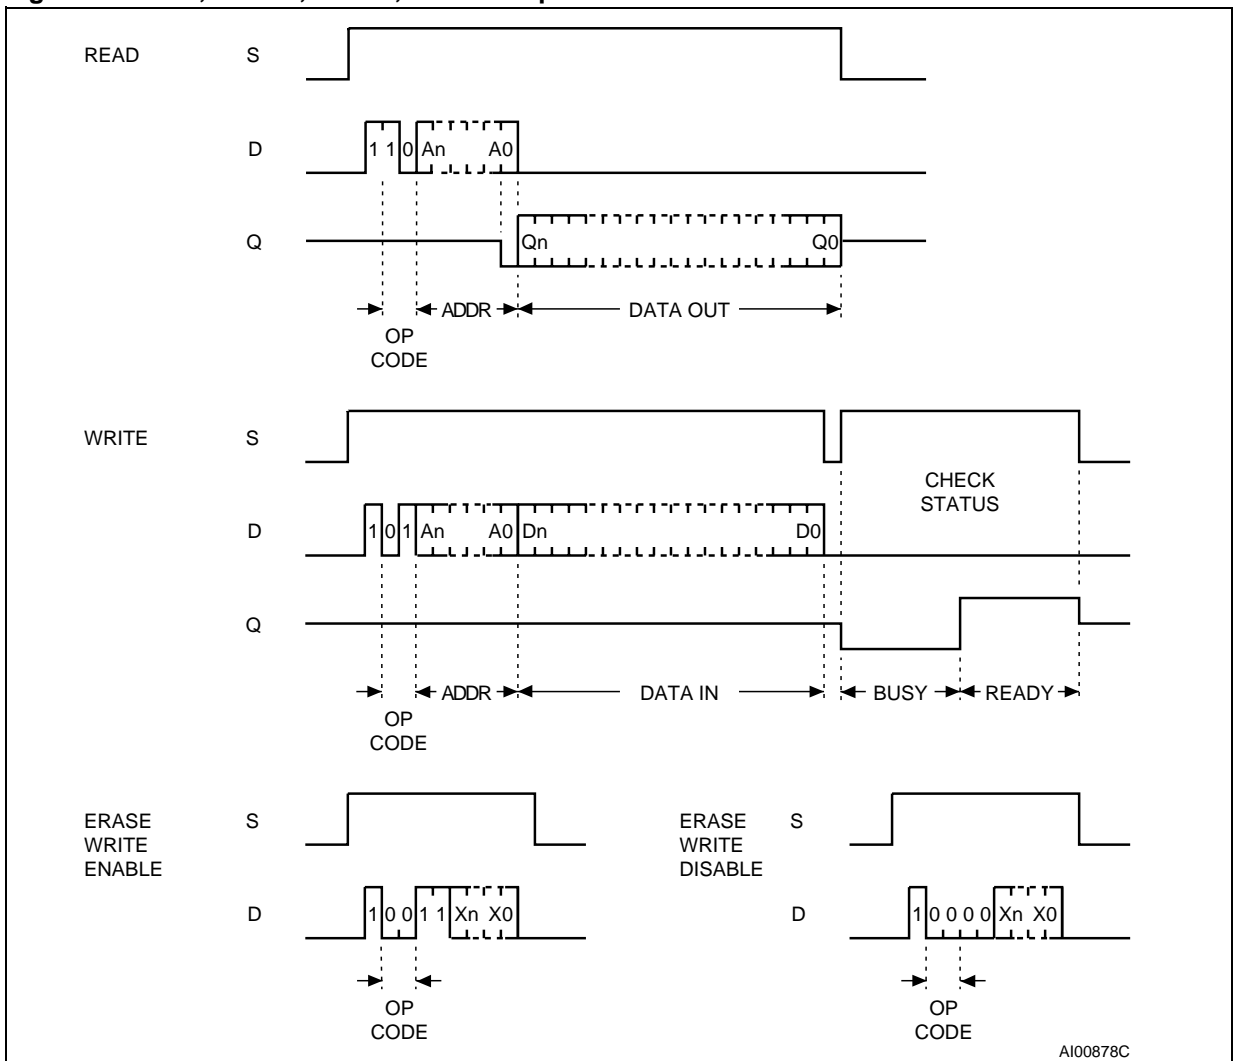 READ S
D 1 1 0 An A0
Q Qn Q0
ADDR DATA OUT
OP
CODE
WRITE S
CHECK
STATUS
D 1 0 1 An A0 Dn D0
Q
ADDR DATA IN BUSY READY
OP
CODE
ERASE
WRITE
ENABLE
S
D 1 0 0 1 1 Xn X0
OP
CODE
ERASE
WRITE
DISABLE
S
D 1 0 0 0 0 Xn X0
OP
CODE
AI00878C